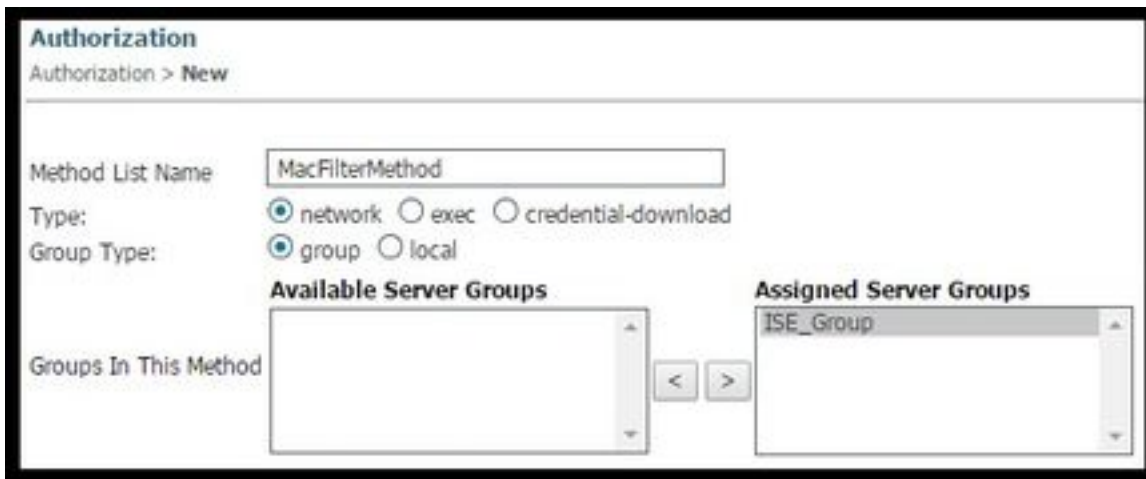 Authorization
Authorization > New
Method List Name MacFilterMethod
Type: network exec credential-download
Group Type: group local
Available Server Groups Assigned Server Groups
ISE_Group
Groups In This Method < >